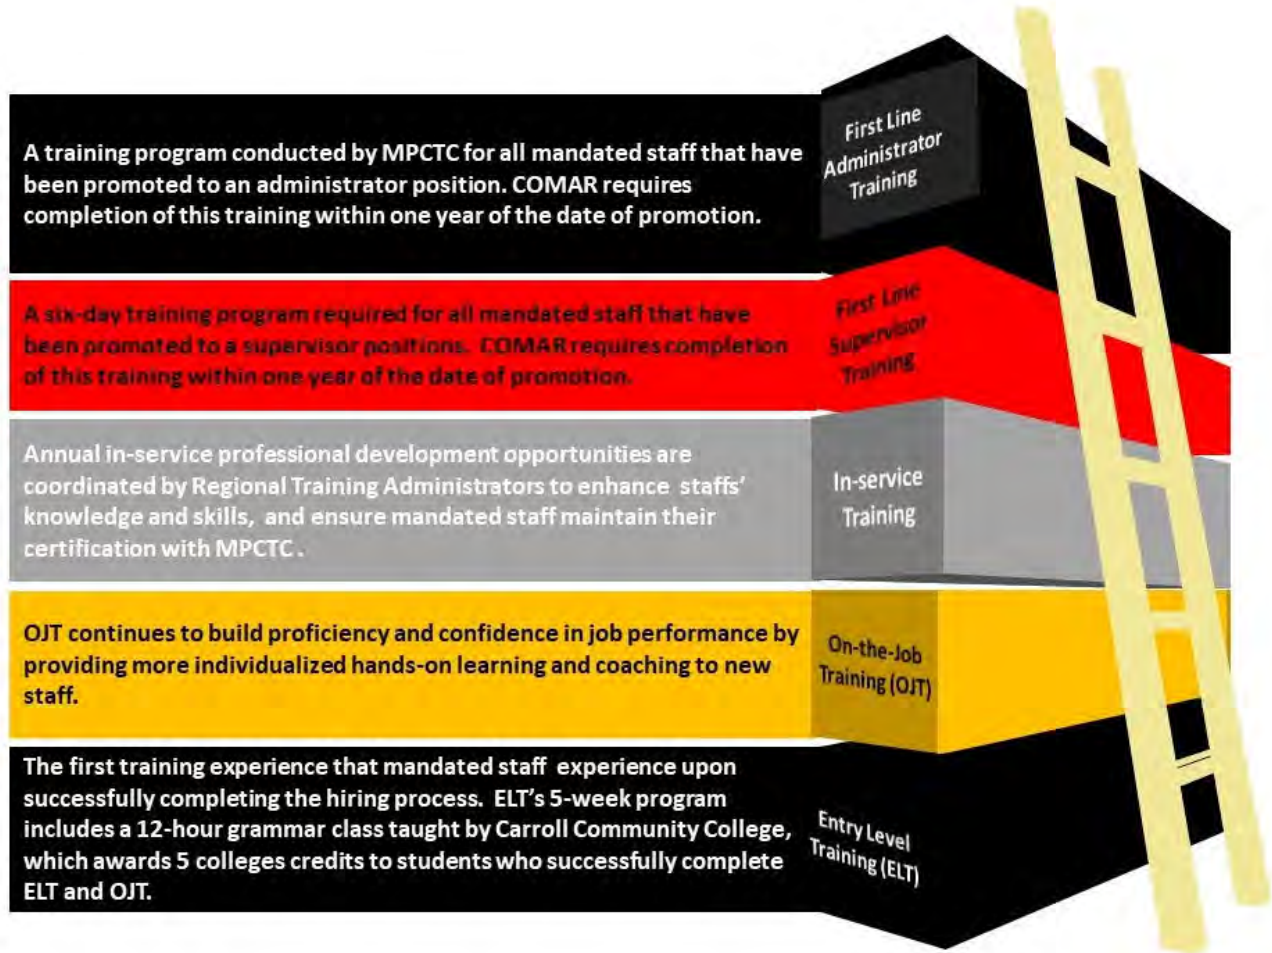 A training program conducted by MPCTC for all mandated staff that have
been promoted to an administrator position. COMAR requires
completion of this training within one year of the date of promotion.
First Line
Administrator
Training
A six-day training program required for all mandated staff that have
been promoted to a supervisor positions. COMAR requires completion
of this training within one year of the date of promotion.
First Line
Supervisor
Training
Annual in-service professional development opportunities are
coordinated by Regional Training Administrators to enhance staffs’
knowledge and skills, and ensure mandated staff maintain their
certification with MPCTC .
In-service
Training
OJT continues to build proficiency and confidence in job performance by
providing more individualized hands-on learning and coaching to new
staff.
On-the-Job
Training (OJT)
The first training experience that mandated staff experience upon
successfully completing the hiring process. ELT’s 5-week program
includes a 12-hour grammar class taught by Carroll Community College,
which awards 5 colleges credits to students who successfully complete
ELT and OJT.
Entry Level
Training (ELT)